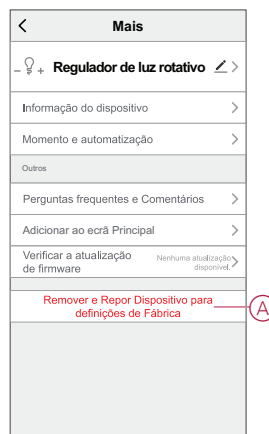 Mais
Regulador de luz rotativo
Informação do dispositivo
Momento e automatização
Outros
Perguntas frequentes e Comentários
Adicionar ao ecrã Principal
Verificar a atualização
de firmware
Nenhuma atualização
disponível.
Remover e Repor Dispositivo para
definições de Fábrica
A